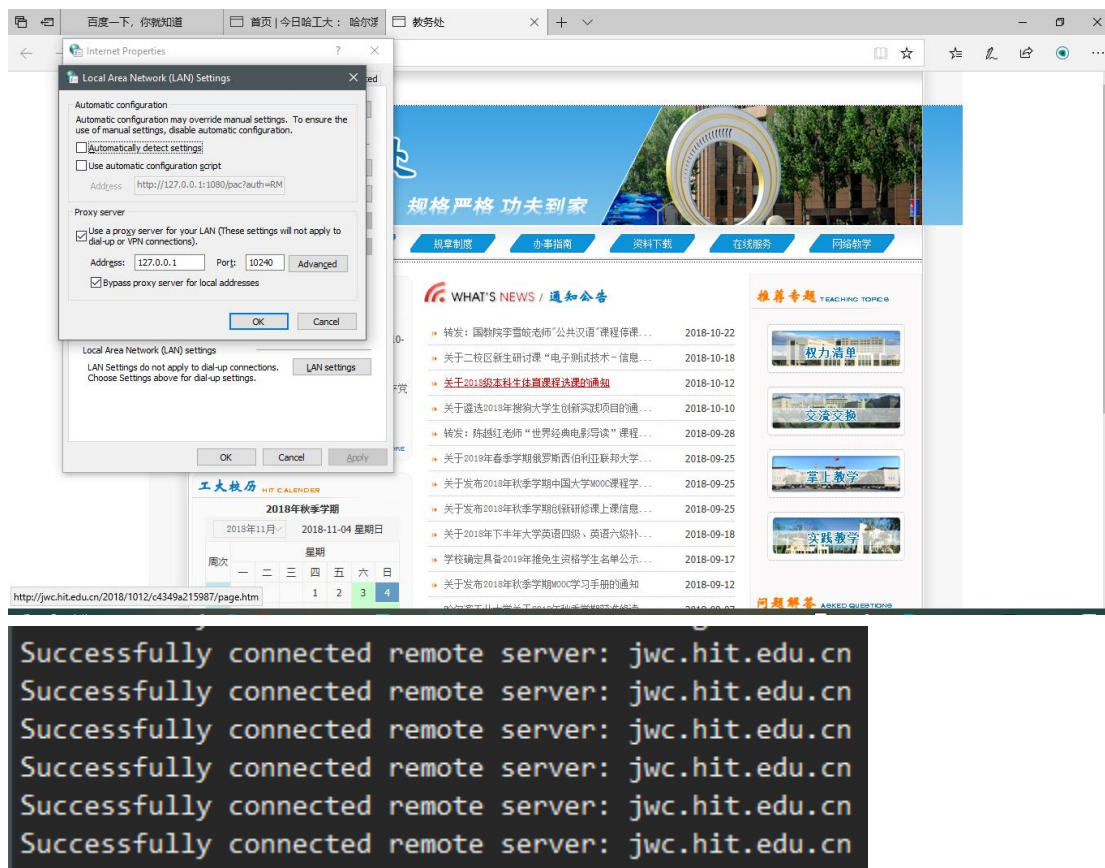 百度一下，你就知道
首页|今日哈工大：
教务处
Internet Properties
Local Area Network (LAN) Settings
Automatic configuration
Automatic configuration may override manual settings. To ensure the
use of manual settings, disable automatic configuration.
Automatically detect settings
Use automatic configuration script
Address http://127.0.0.1:1080/pac?auth=RM
Proxy server
Use a proxy server for your LAN (These settings will not apply to
dial-up or VPN connections).
Address: 127.0.0.1 Port: 10240 Advanced
Bypass proxy server for local addresses
OK Cancel
Local Area Network (LAN) settings
LAN Settings do not apply to dial-up connections.
Choose Settings above for dial-up settings.
LAN settings
OK Cancel Apply
规格严格 功夫到家
规章制度 办事指南 资料下载 在线服务 网络教学
WHAT'S NEWS / 通知公告
转发：国教院李雪皎老师"公共汉语"课程停课... 2018-10-22
关于二校区新生研讨课“电子测试技术－信息... 2018-10-18
关于2018级本科生体育课程选课的通知 2018-10-12
关于遴选2018年搜狗大学生创新实践项目的通... 2018-10-10
转发：陈越红老师“世界经典电影导读”课程... 2018-09-28
关于2019年春季学期俄罗斯西伯利亚联邦大学... 2018-09-25
关于发布2018年秋季学期中国大学MOOC课程学... 2018-09-25
关于发布2018年秋季学期创新研修课上课信息... 2018-09-25
关于2018年下半年大学英语四级、英语六级补... 2018-09-18
学校确定具备2019年推免生资格学生名单公示... 2018-09-17
关于发布2018年秋季学期MOOC学习手册的通知 2018-09-12
推荐专题 TEACHING TOPICS
权力清单
交流交换
掌上教学
实践教学
问题解答 ASKED QUESTIONS
工大校历 HIT CALENDER
2018年秋季学期
2018年11月 2018-11-04 星期日
周次 星期
一 二 三 四 五 六 日
1 2 3 4
http://jwc.hit.edu.cn/2018/1012/c4349a215987/page.htm
Successfully connected remote server: jwc.hit.edu.cn
Successfully connected remote server: jwc.hit.edu.cn
Successfully connected remote server: jwc.hit.edu.cn
Successfully connected remote server: jwc.hit.edu.cn
Successfully connected remote server: jwc.hit.edu.cn
Successfully connected remote server: jwc.hit.edu.cn